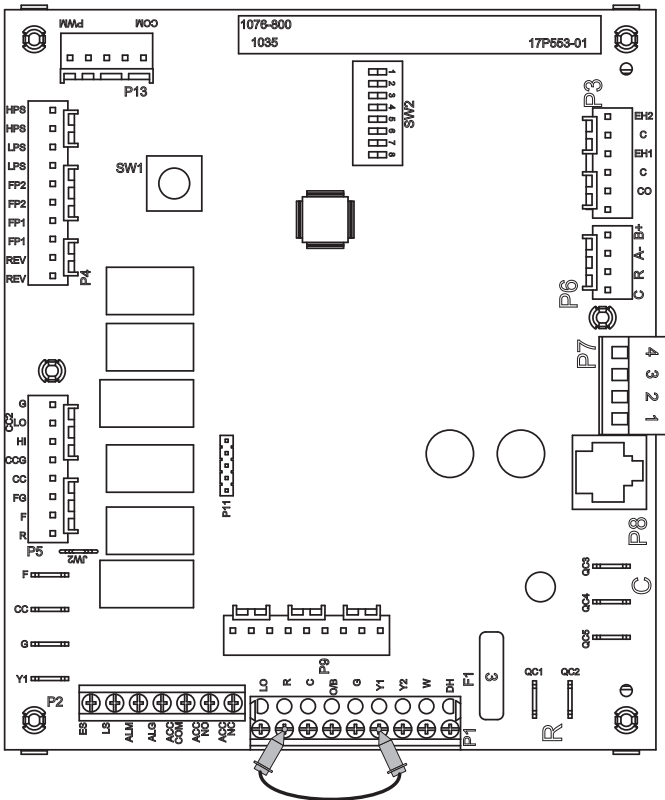 PWM COM
P13
1076-800
1035 17P553-01
1
2
3
4
5
6
7
8
SW2
SW1
HPS
HPS
LPS
LPS
FP2
FP2
FP1
FP1
REV
REV
P4
P3
EH2
C
EH1
C
CO
P6
B+
A-
R
C
P7
4
3
2
1
P8
C
G
CC2
LO
HI
CCG
CC
FG
F
R
P5
JW2
P11
F
CC
G
Y1
P2
QC3
QC4
QC5
QC1
QC2
R
F1
3
P9
ES
LS
ALM
ALG
ACC COM
ACC NO
ACC NC
LO
R
C
O/B
G
Y1
Y2
W
DH
P1